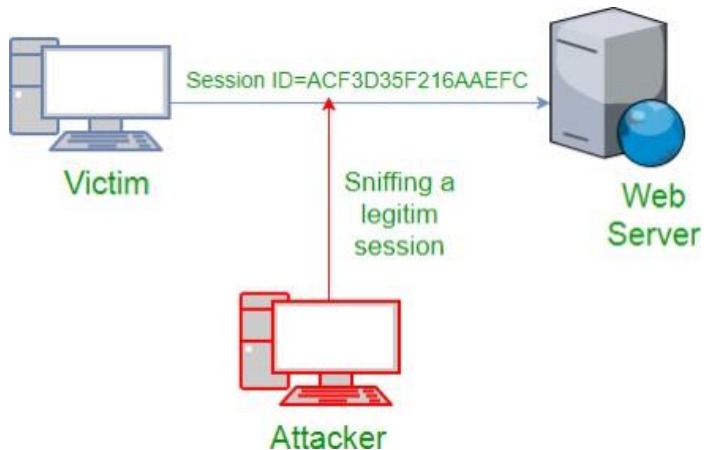 Session ID=ACF3D35F216AAEFC
Victim
Sniffing a
legitim
session
Web
Server
Attacker